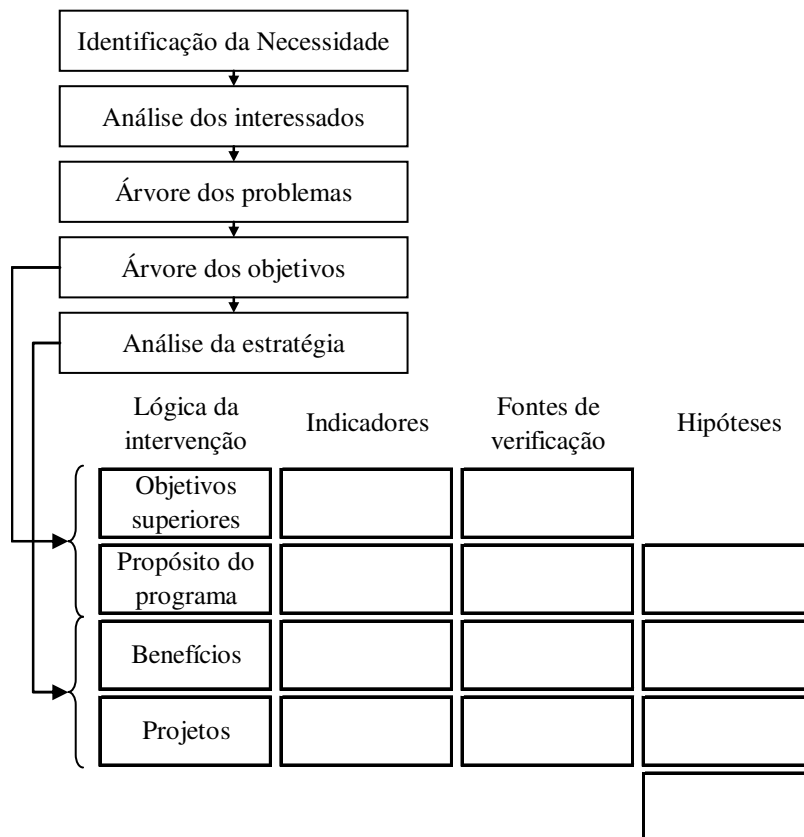 Identificação da Necessidade
Análise dos interessados
Árvore dos problemas
Árvore dos objetivos
Análise da estratégia
Lógica da
intervenção
Indicadores
Fontes de
verificação
Hipóteses
Objetivos
superiores
Propósito do
programa
Benefícios
Projetos